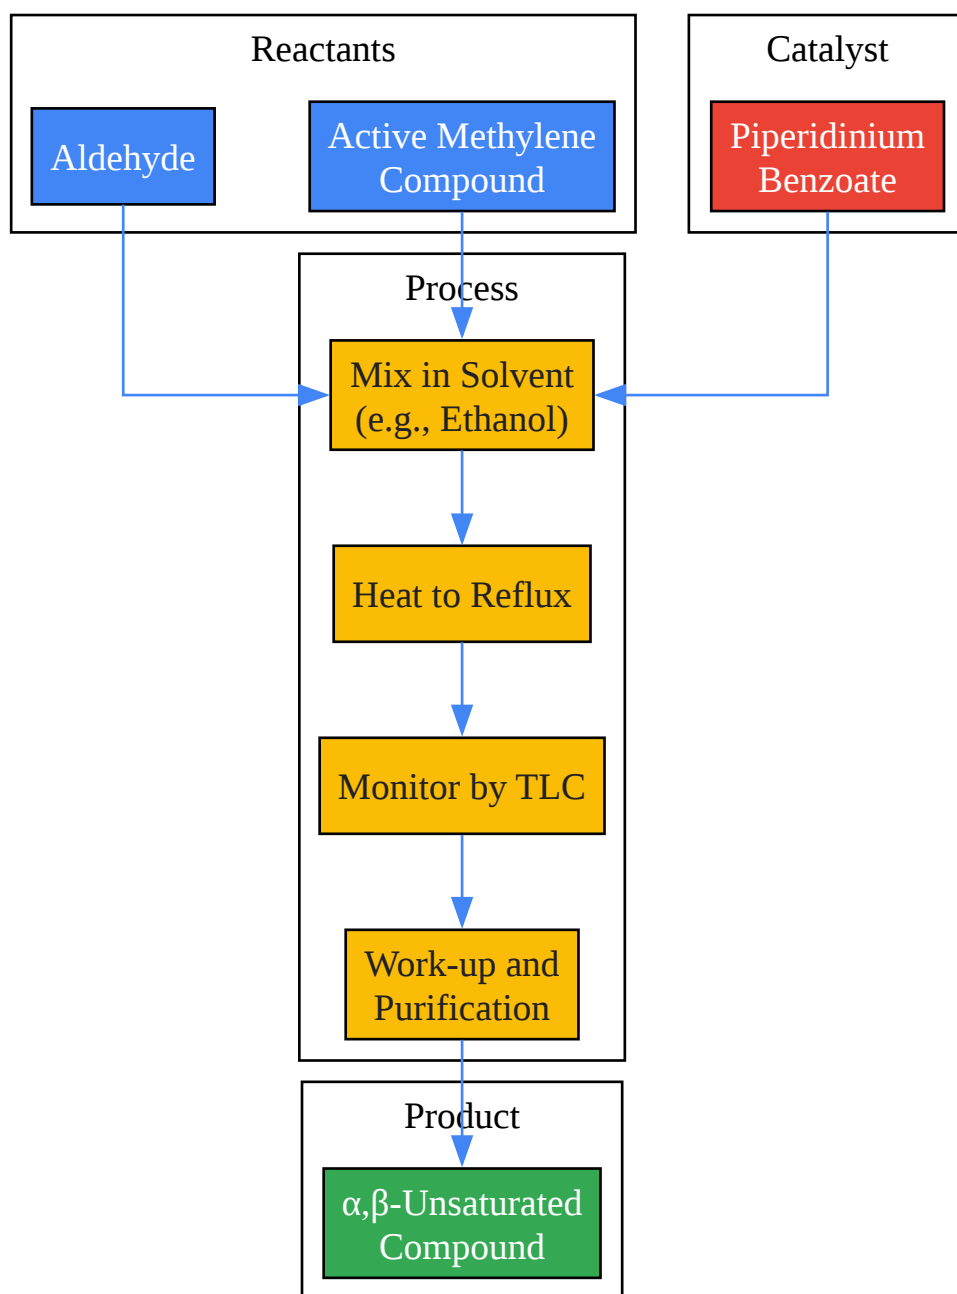 Reactants
Catalyst
Aldehyde
Active Methylene
Compound
Piperidinium
Benzoate
Process
Mix in Solvent
(e.g., Ethanol)
Heat to Reflux
Monitor by TLC
Work-up and
Purification
Product
α,β-Unsaturated
Compound